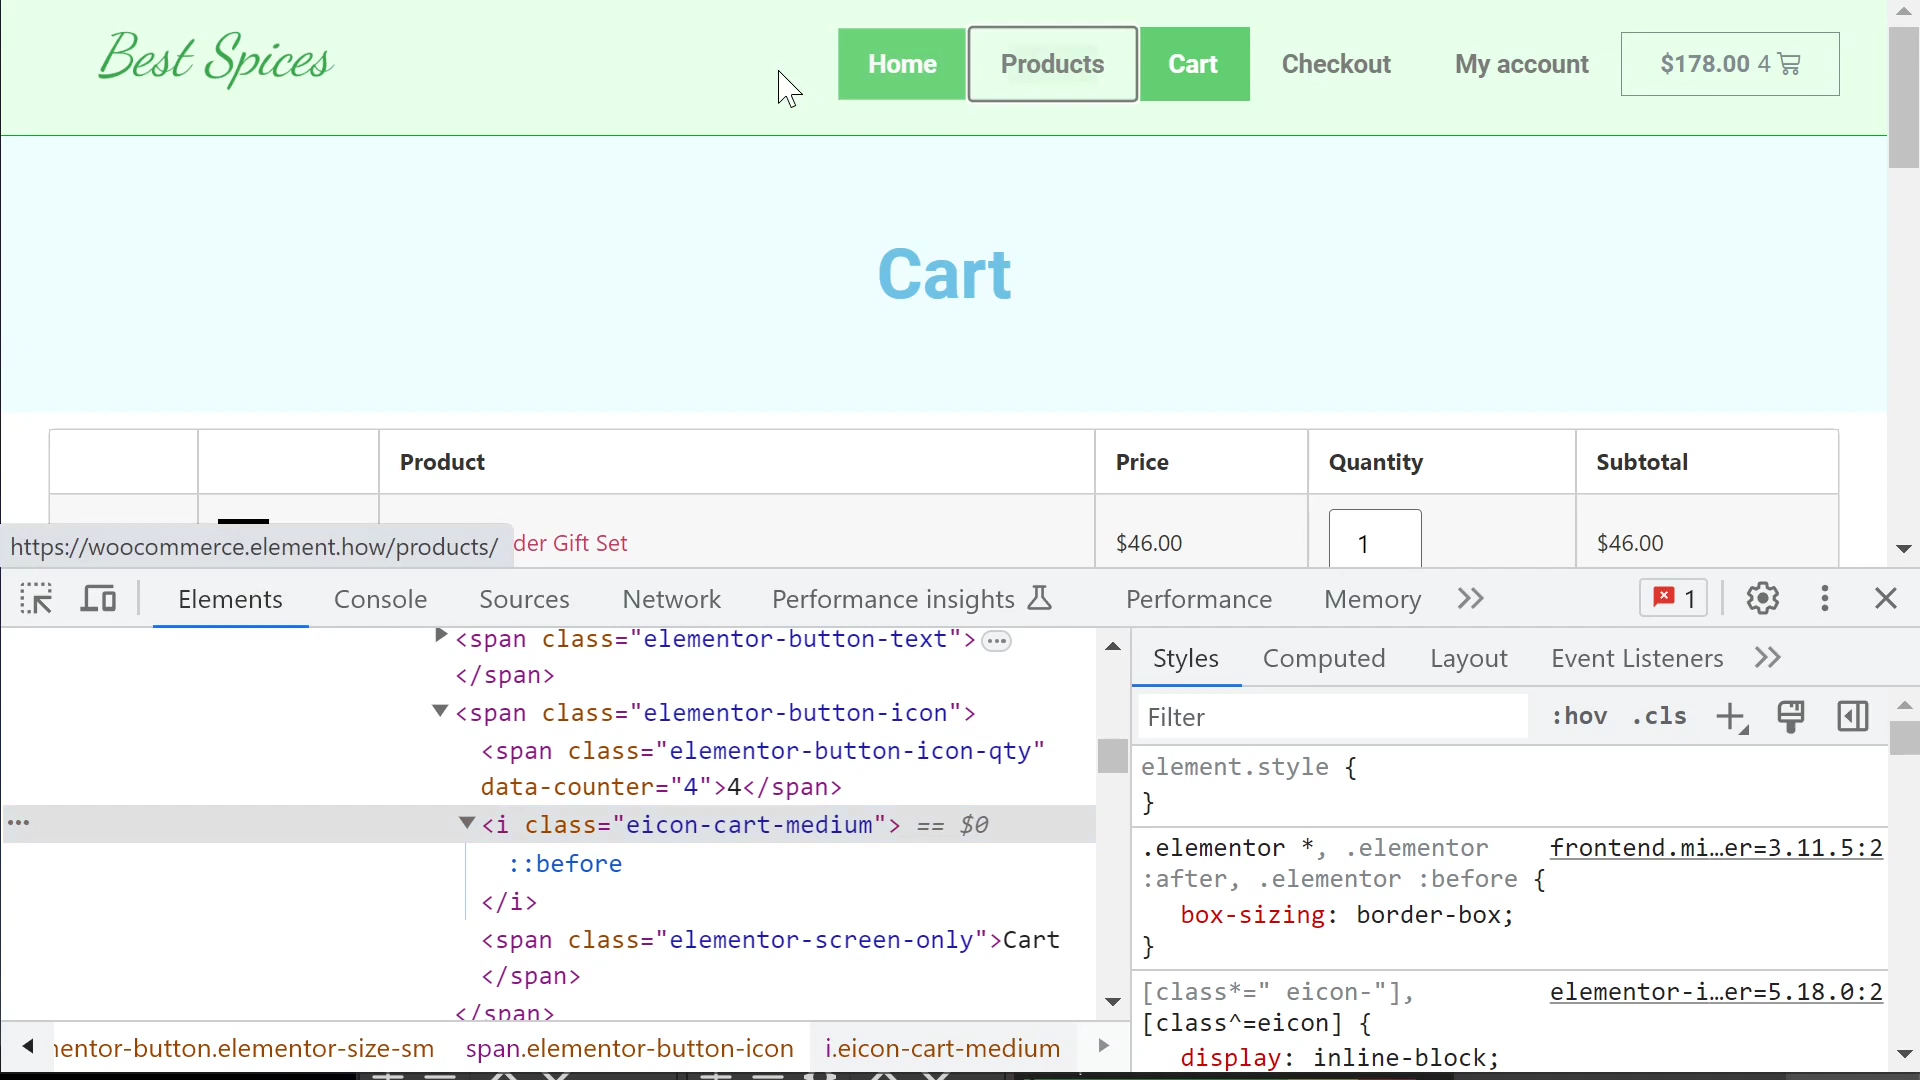 Best Spices
Home Products Cart Checkout My account $178.00 4
Cart
Product Price Quantity Subtotal
der Gift Set $46.00 1 $46.00
https://woocommerce.element.how/products/
Elements Console Sources Network Performance insights Performance Memory 1
<span class="elementor-button-text">
</span>
<span class="elementor-button-icon">
<span class="elementor-button-icon-qty"
data-counter="4">4</span>
<i class="eicon-cart-medium"> == $0
::before
</i>
<span class="elementor-screen-only">Cart
</span>
</span>
nentor-button.elementor-size-sm span.elementor-button-icon i.eicon-cart-medium
Styles Computed Layout Event Listeners
Filter :hov .cls
element.style {
}
.elementor *, .elementor frontend.mi…er=3.11.5:2
:after, .elementor :before {
box-sizing: border-box;
}
[class*=" eicon-"], elementor-i…er=5.18.0:2
[class^=eicon] {
display: inline-block;